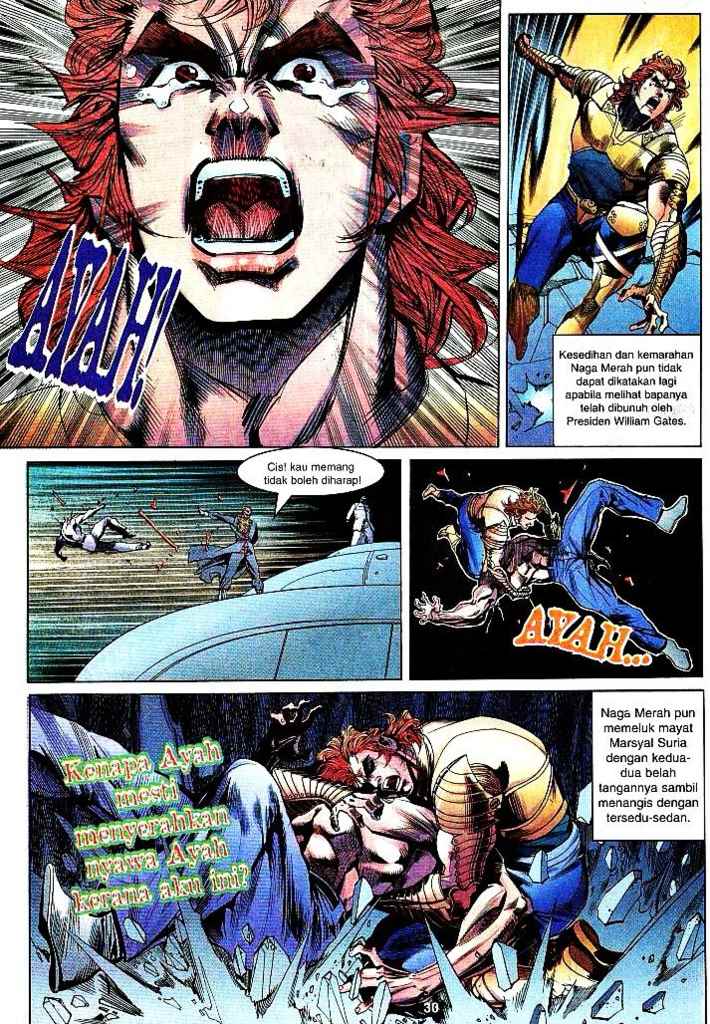 AYAH!
Kesedihan dan kemarahan
Naga Merah pun tidak
dapat dikatakan lagi
apabila melihat bapanya
telah dibunuh oleh
Presiden William Gates.
Cis! kau memang
tidak boleh diharap!
AYAH...
Kenapa Ayah
mesti
menyerahkan
nyawa Ayah
kerana aku ini?
Naga Merah pun
memeluk mayat
Marsyal Suria
dengan kedua-
dua belah
tangannya sambil
menangis dengan
tersedu-sedan.
30